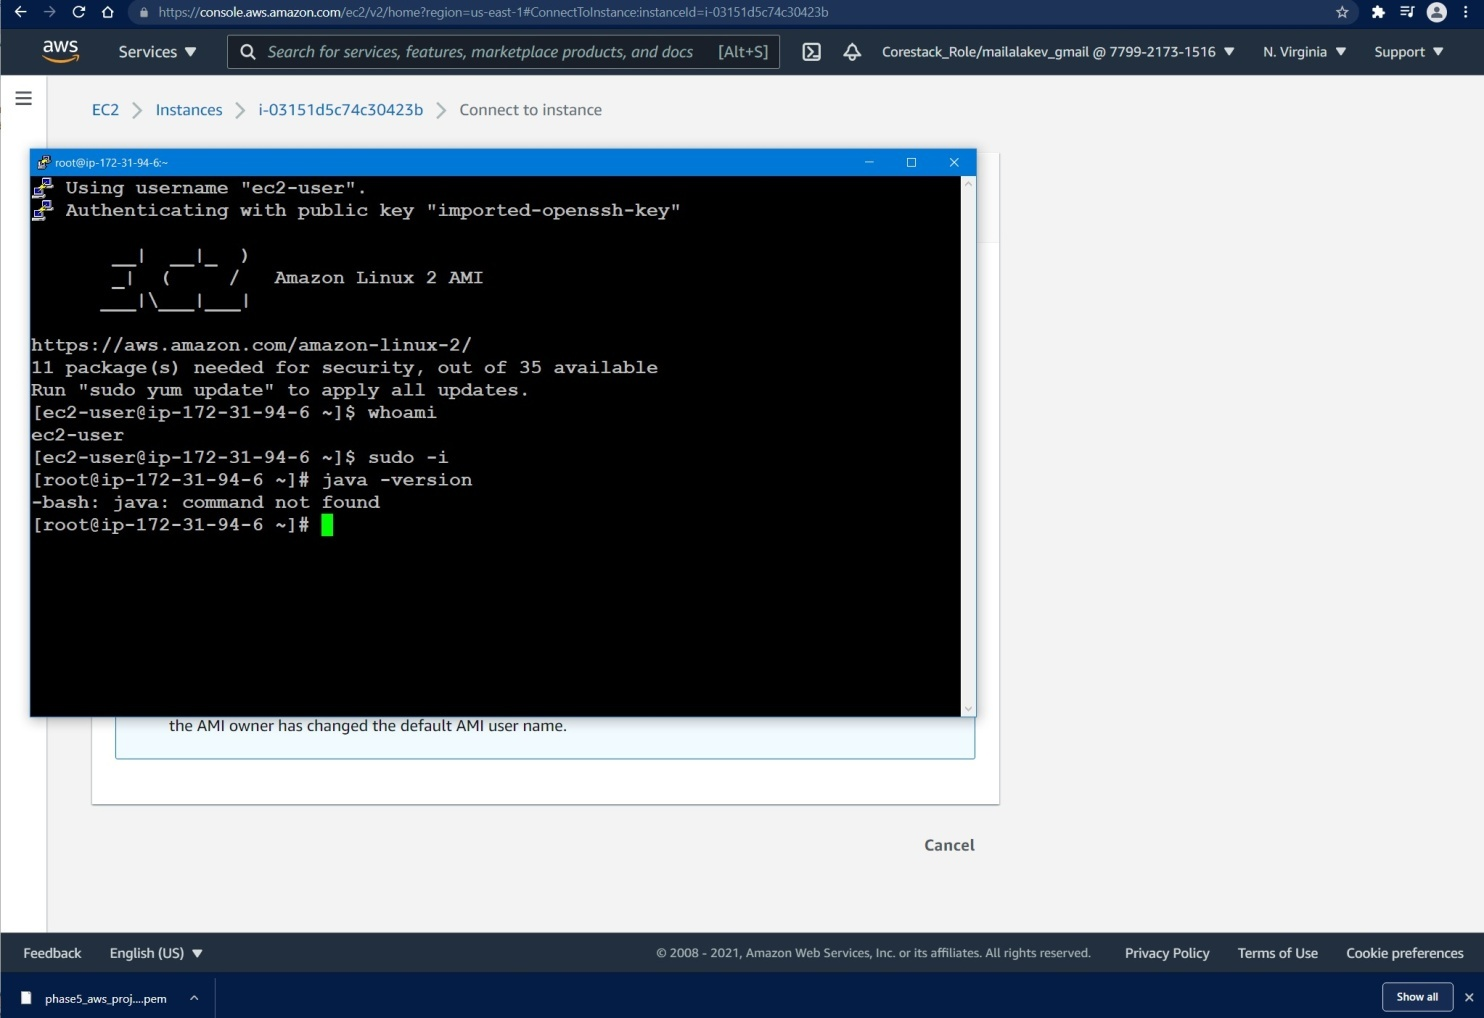 https://console.aws.amazon.com/ec2/v2/home?region=us-east-1#ConnectToInstance:instanceId=i-03151d5c74c30423b
aws Services Search for services, features, marketplace products, and docs [Alt+S] Corestack_Role/mailalakev_gmail @ 7799-2173-1516 N. Virginia Support
EC2 Instances i-03151d5c74c30423b Connect to instance
root@ip-172-31-94-6:~
Using username "ec2-user".
Authenticating with public key "imported-openssh-key"
__| __|_ )
_| ( / Amazon Linux 2 AMI
___|\___|___|
https://aws.amazon.com/amazon-linux-2/
11 package(s) needed for security, out of 35 available
Run "sudo yum update" to apply all updates.
[ec2-user@ip-172-31-94-6 ~]$ whoami
ec2-user
[ec2-user@ip-172-31-94-6 ~]$ sudo -i
[root@ip-172-31-94-6 ~]# java -version
-bash: java: command not found
[root@ip-172-31-94-6 ~]#
the AMI owner has changed the default AMI user name.
Cancel
Feedback English (US) © 2008 - 2021, Amazon Web Services, Inc. or its affiliates. All rights reserved. Privacy Policy Terms of Use Cookie preferences
phase5_aws_proj....pem Show all